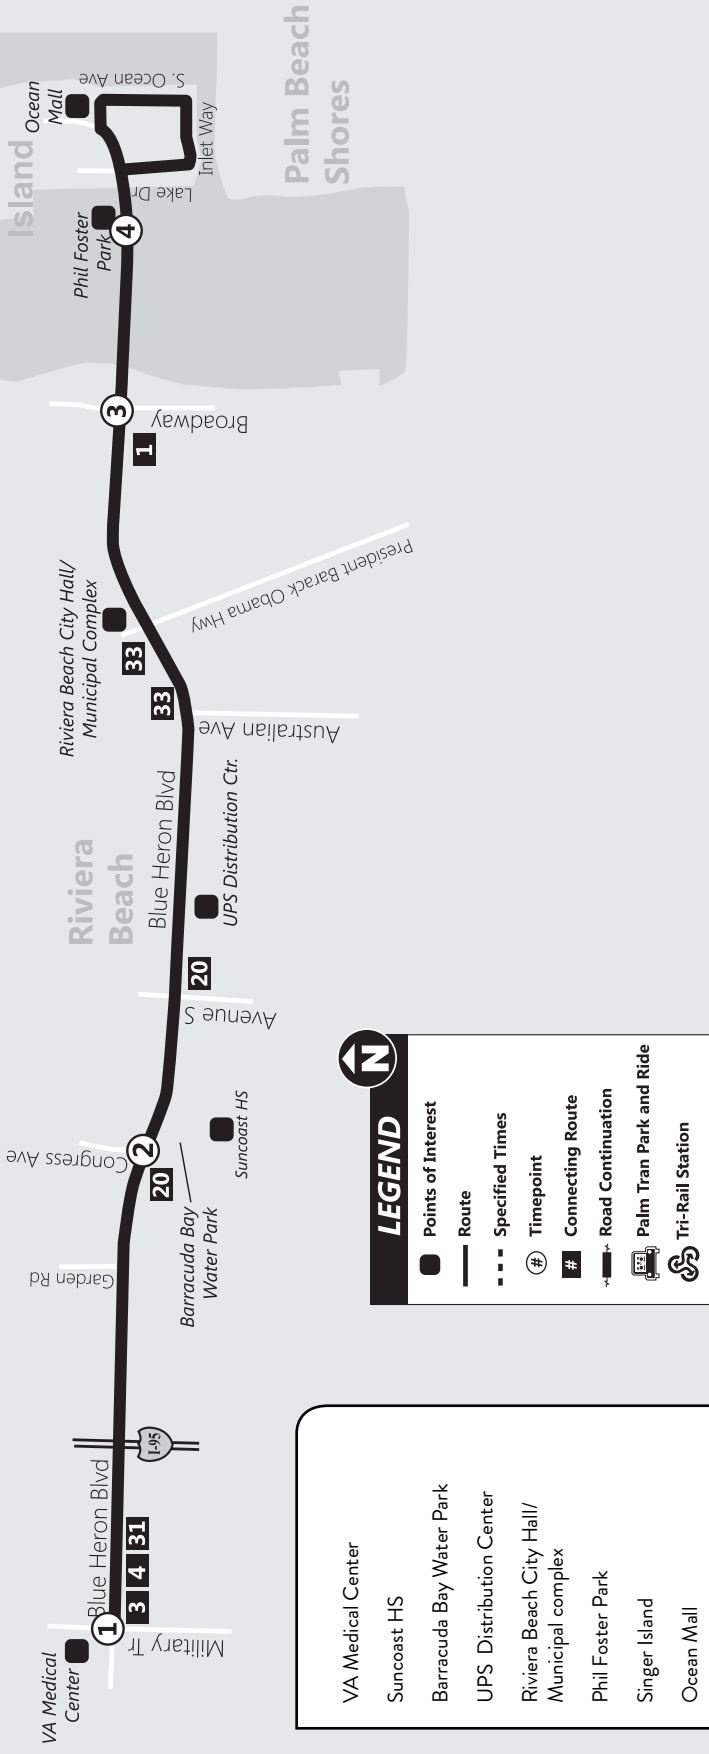 VA Medical
Center
1
Military Tr
3
4
31
Blue Heron Blvd
I-95
Garden Rd
Congress Ave
2
20
Barracuda Bay
Water Park
Suncoast HS
Avenue S
20
Riviera
Beach
Blue Heron Blvd
UPS Distribution Ctr.
Australian Ave
33
33
Riviera Beach City Hall/
Municipal Complex
President Barack Obama Hwy
1
Broadway
3
Phil Foster
Park
4
Lake Dr
Island
Ocean
Mall
S. Ocean Ave
Inlet Way
Palm Beach
Shores
VA Medical Center
Suncoast HS
Barracuda Bay Water Park
UPS Distribution Center
Riviera Beach City Hall/
Municipal complex
Phil Foster Park
Singer Island
Ocean Mall
LEGEND
N
Points of Interest
Route
Specified Times
# Timepoint
# Connecting Route
Road Continuation
Palm Tran Park and Ride
Tri-Rail Station